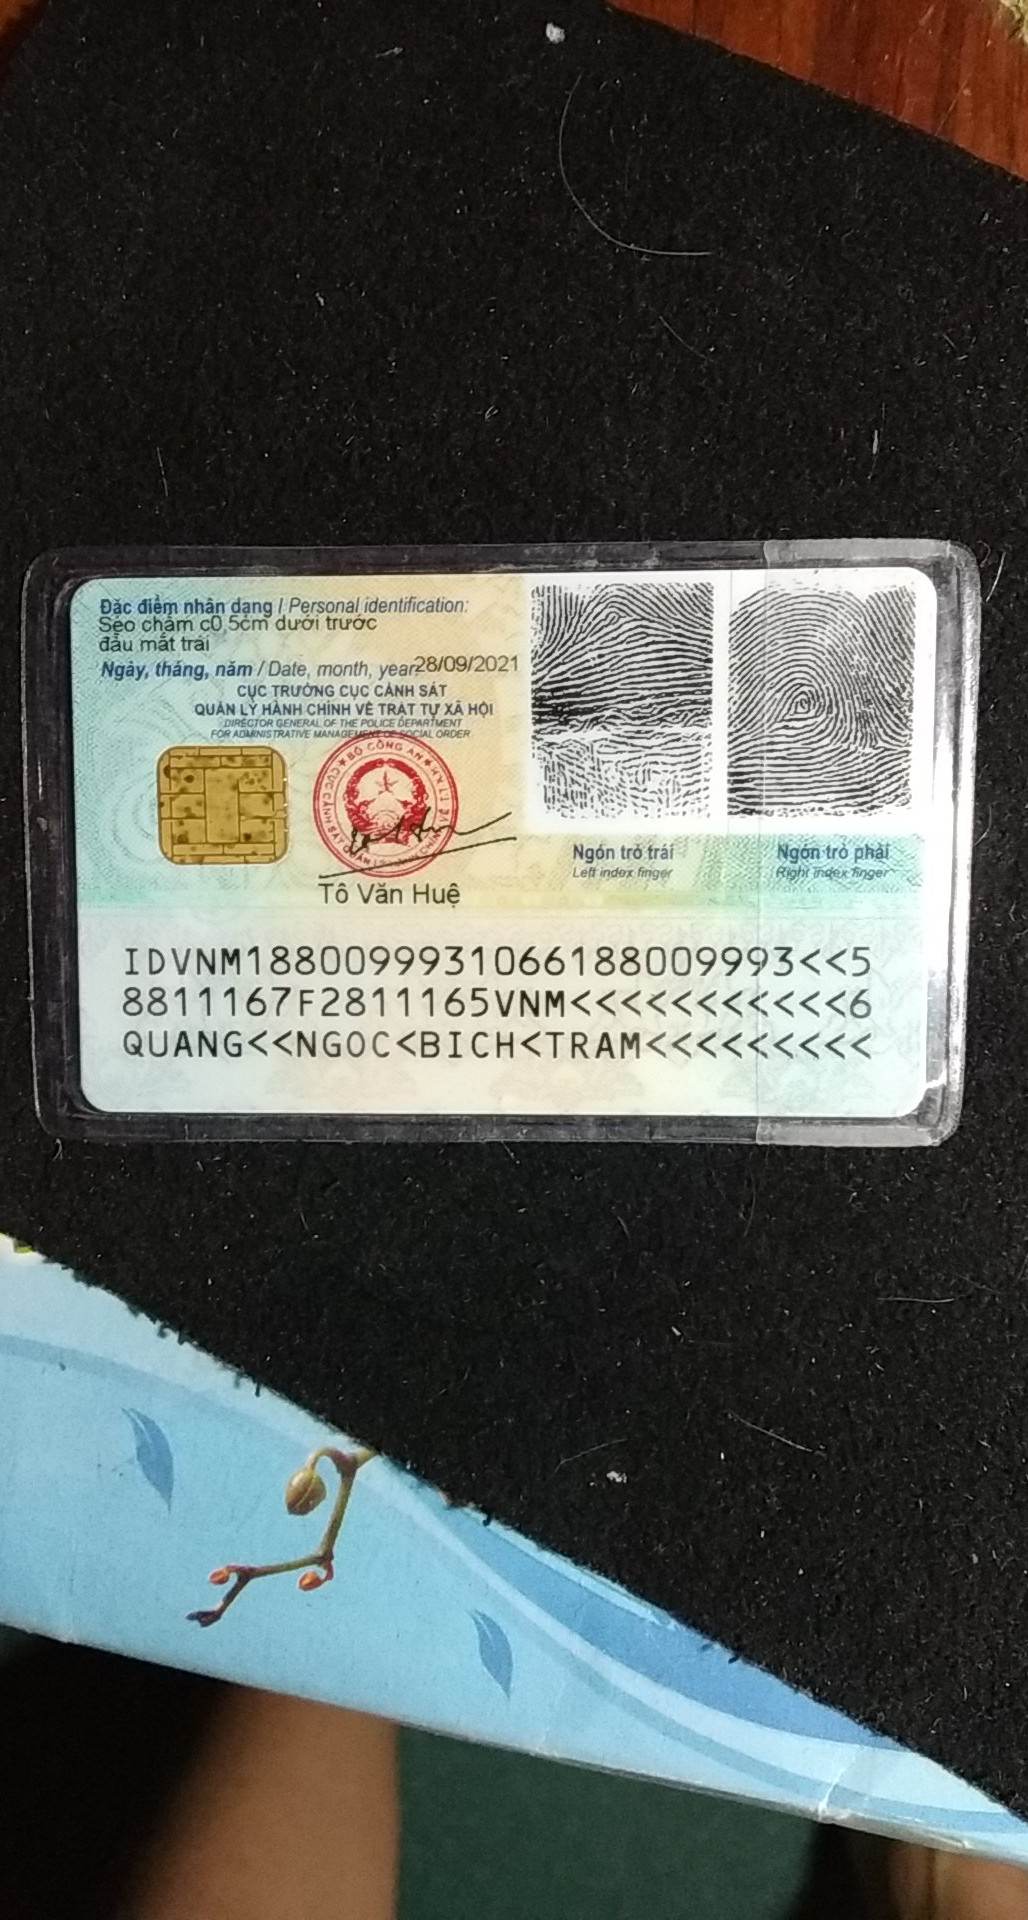 Đặc điểm nhân dạng / Personal identification:
Sẹo chấm c0,5cm dưới trước
đầu mắt trái
Ngày, tháng, năm / Date, month, year: 28/09/2021
CỤC TRƯỞNG CỤC CẢNH SÁT
QUẢN LÝ HÀNH CHÍNH VỀ TRẬT TỰ XÃ HỘI
DIRECTOR GENERAL OF THE POLICE DEPARTMENT
FOR ADMINISTRATIVE MANAGEMENT OF SOCIAL ORDER
BỘ CÔNG AN
Tô Văn Huệ
Ngón trỏ trái
Left index finger
Ngón trỏ phải
Right index finger
IDVNM1880099931066188009993<<5
8811167F2811165VNM<<<<<<<<<<<6
QUANG<<NGOC<BICH<TRAM<<<<<<<<<